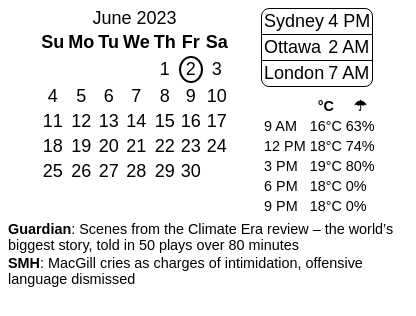 June 2023
Su Mo Tu We Th Fr Sa
1 2 3
4 5 6 7 8 9 10
11 12 13 14 15 16 17
18 19 20 21 22 23 24
25 26 27 28 29 30
Sydney 4 PM
Ottawa 2 AM
London 7 AM
°C ☂
9 AM 16°C 63%
12 PM 18°C 74%
3 PM 19°C 80%
6 PM 18°C 0%
9 PM 18°C 0%
Guardian: Scenes from the Climate Era review – the world’s
biggest story, told in 50 plays over 80 minutes
SMH: MacGill cries as charges of intimidation, offensive
language dismissed